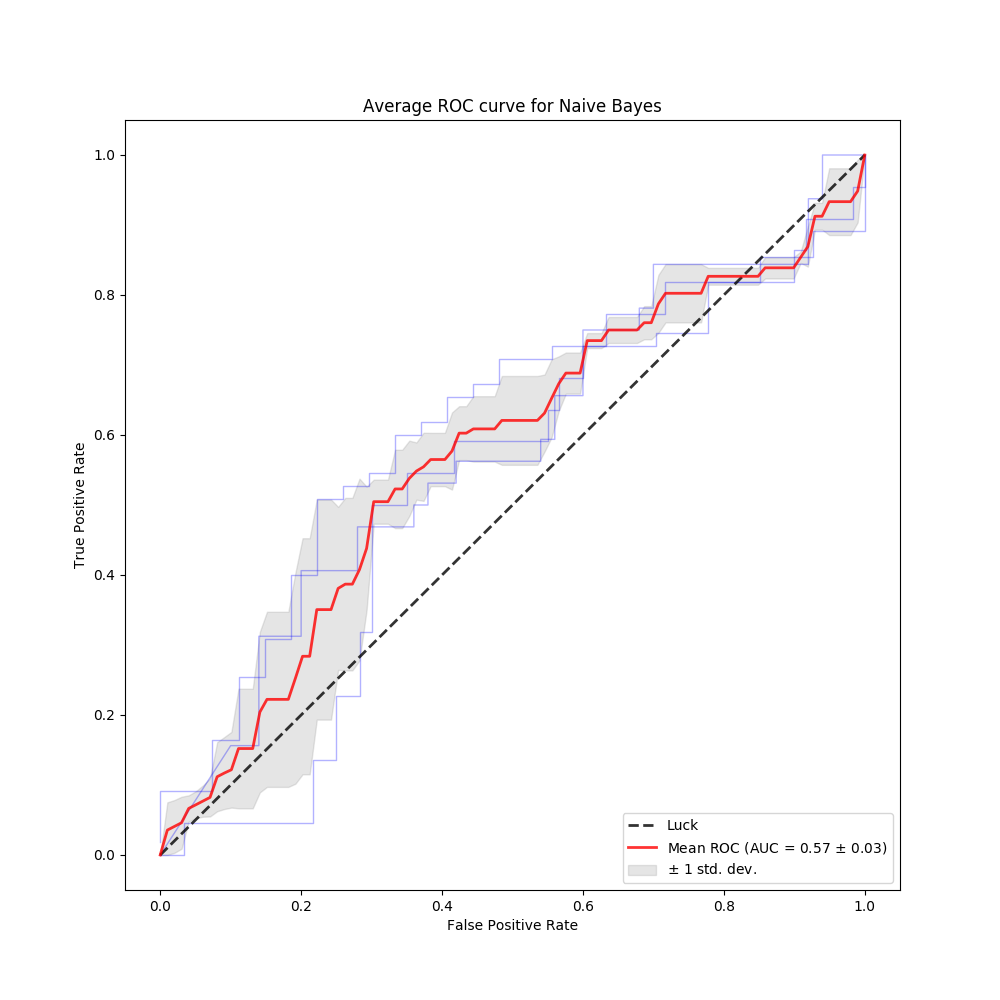 Average ROC curve for Naive Bayes
True Positive Rate
1.0
0.8
0.6
0.4
0.2
0.0
Luck
Mean ROC (AUC = 0.57 ± 0.03)
± 1 std. dev.
0.0 0.2 0.4 0.6 0.8 1.0
False Positive Rate